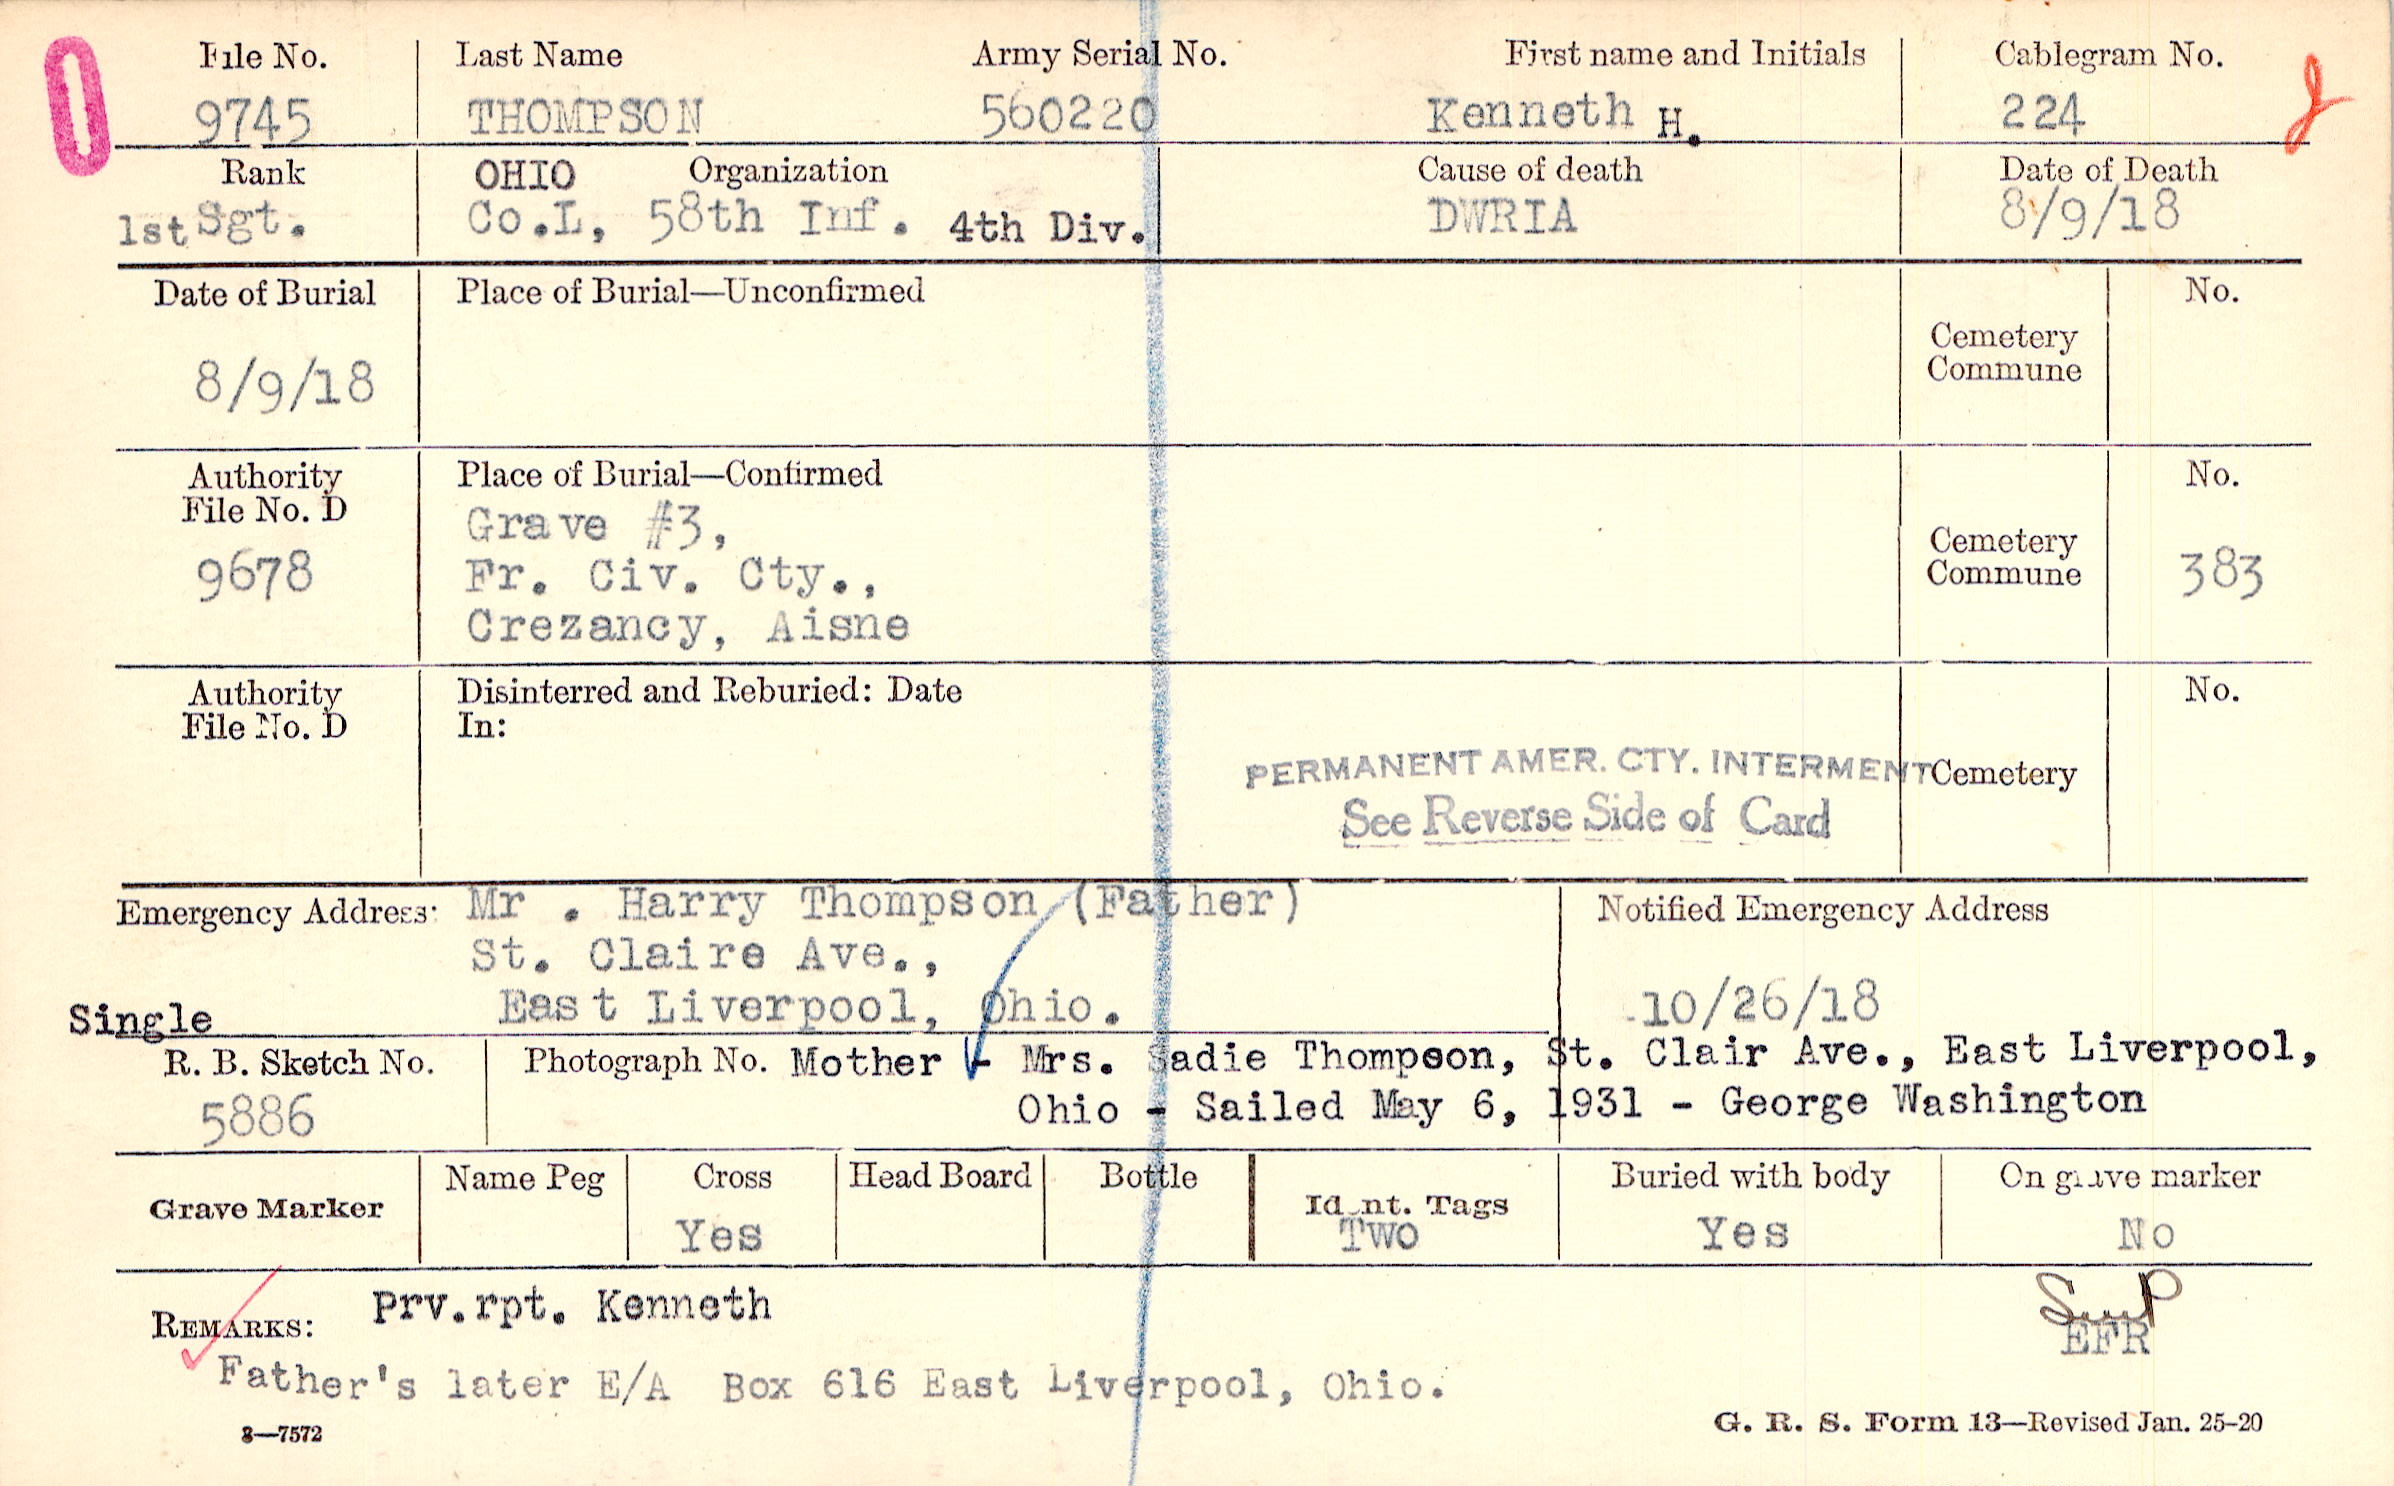 File No. Last Name Army Serial No. First name and Initials Cablegram No.
9745 THOMPSON 560220 Kenneth H. 224
Rank OHIO Organization Cause of death Date of Death
1st Sgt. Co.L, 58th Inf. 4th Div. DWRIA 8/9/18
Date of Burial Place of Burial—Unconfirmed No.
Cemetery
Commune
8/9/18
Authority Place of Burial—Confirmed No.
File No. D
Grave #3,
9678 Fr. Civ. Cty., Cemetery
Commune 383
Crezancy, Aisne
Authority Disinterred and Reburied: Date No.
File No. D In:
PERMANENT AMER. CTY. INTERMENT Cemetery
See Reverse Side of Card
Emergency Address: Mr . Harry Thompson (Father) Notified Emergency Address
St. Claire Ave.,
Single East Liverpool, Ohio. 10/26/18
R. B. Sketch No. Photograph No. Mother - Mrs. Sadie Thompson, St. Clair Ave., East Liverpool,
5886 Ohio - Sailed May 6, 1931 - George Washington
Grave Marker Name Peg Cross Head Board Bottle Ident. Tags Buried with body On grave marker
Yes Two Yes No
REMARKS: Prv.rpt. Kenneth
EFR
Father's later E/A Box 616 East Liverpool, Ohio.
3—7572 G. R. S. Form 13—Revised Jan. 25-20